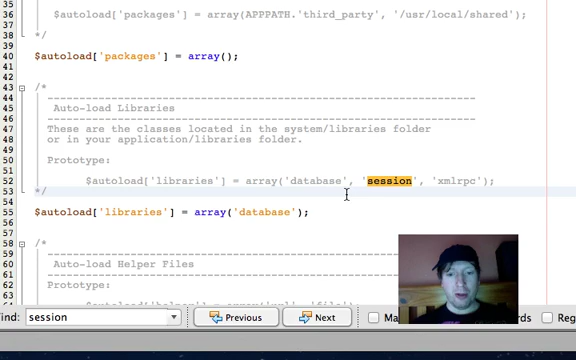 35
36 $autoload['packages'] = array(APPPATH.'third_party', '/usr/local/shared');
37
38 */
39
40 $autoload['packages'] = array();
41
42
43 /*
44 --------------------------------------------------------------------
45 Auto-load Libraries
46 --------------------------------------------------------------------
47 These are the classes located in the system/libraries folder
48 or in your application/libraries folder.
49
50 Prototype:
51
52 $autoload['libraries'] = array('database', 'session', 'xmlrpc');
53 */
54
55 $autoload['libraries'] = array('database');
56
57
58 /*
59 --------------------------------------------------------------------
60 Auto-load Helper Files
61 --------------------------------------------------------------------
62 Prototype:
63
ind: session Previous Next Ma rds Reg